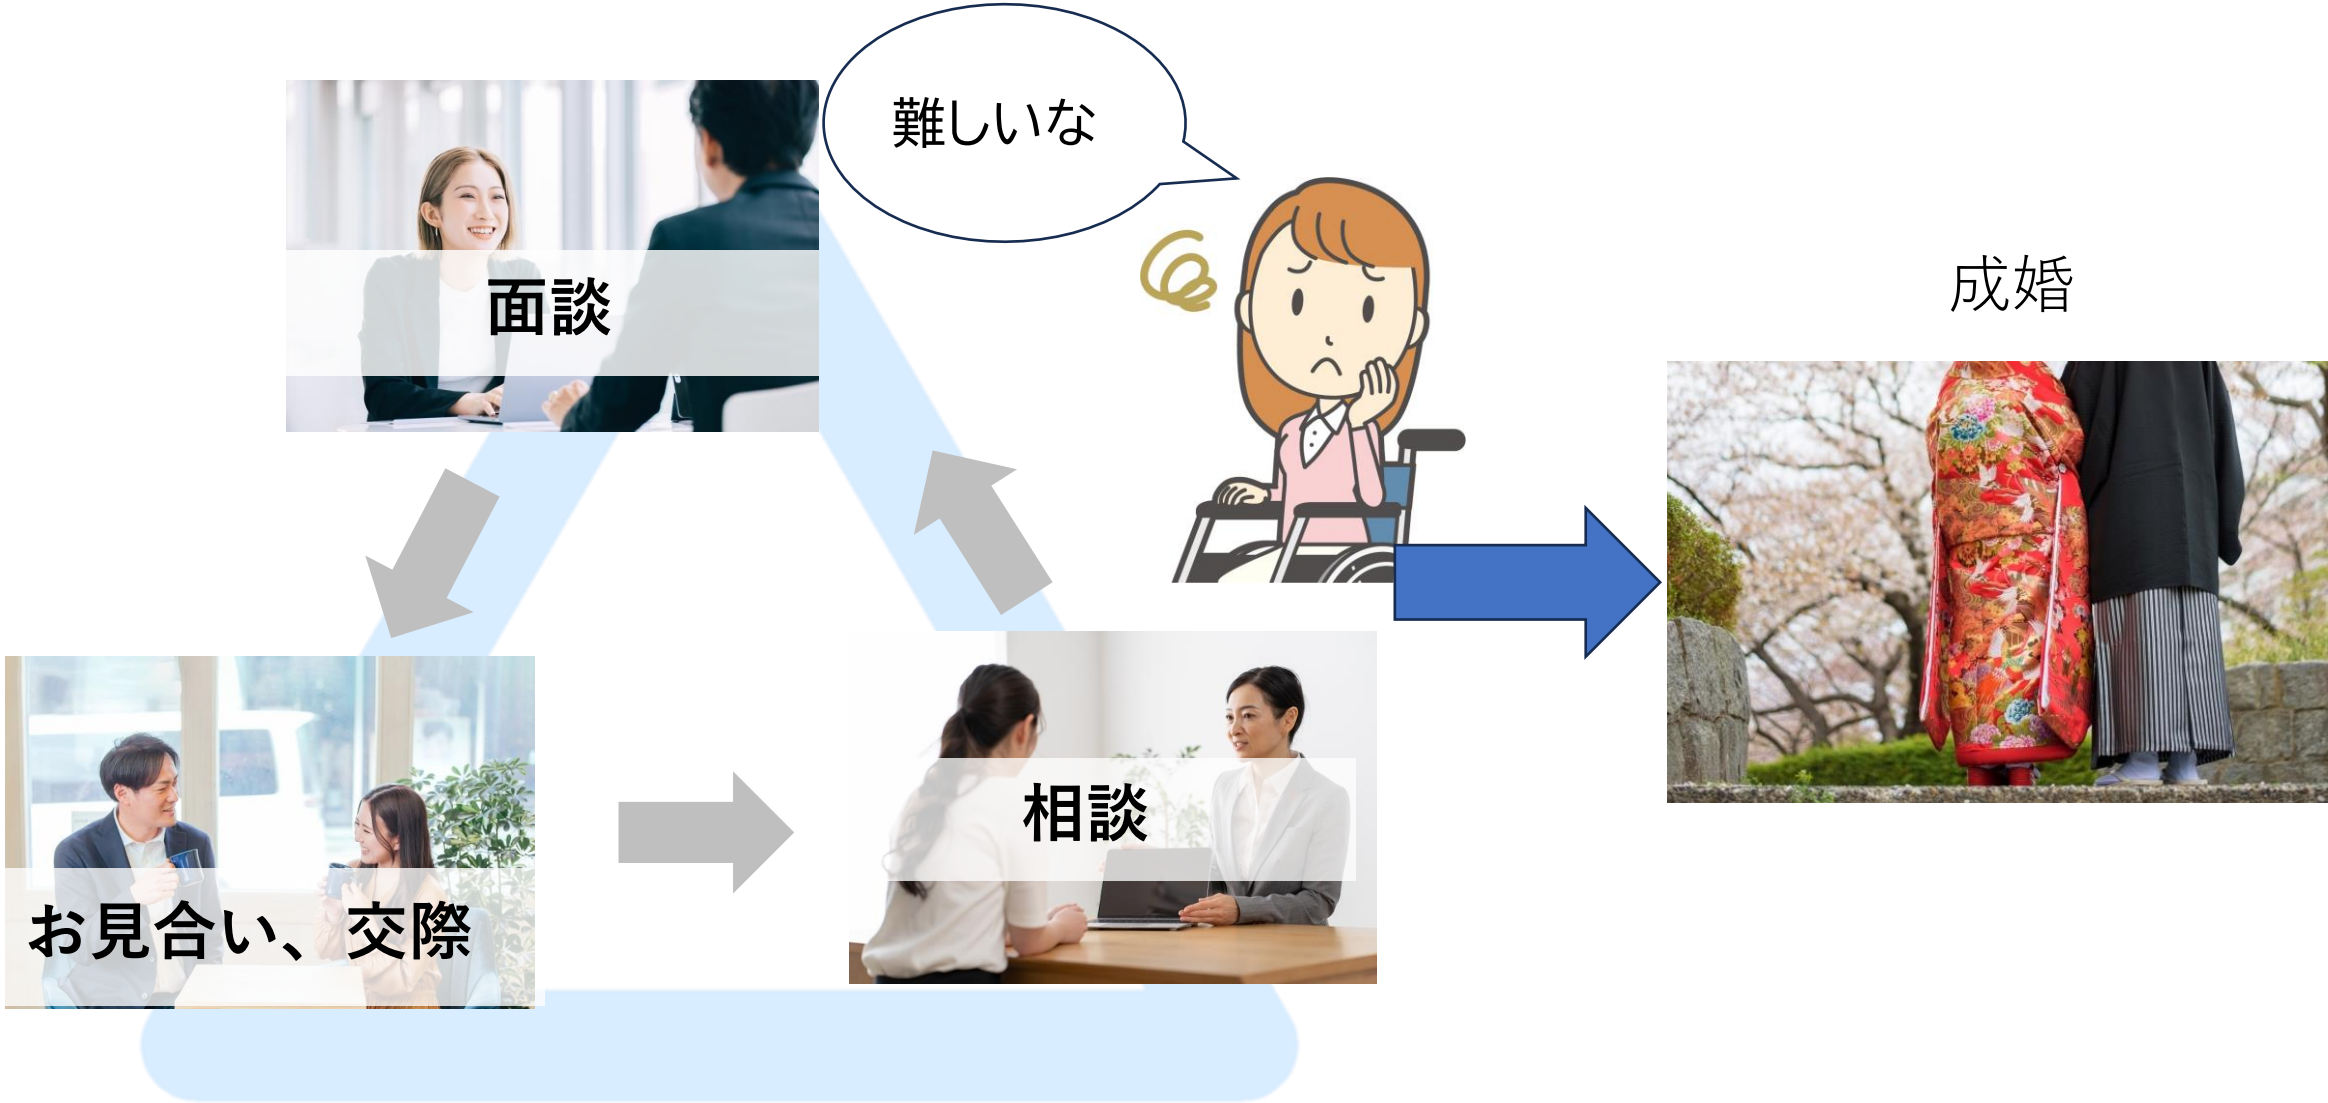 難しいな
面談
成婚
相談
お見合い、交際